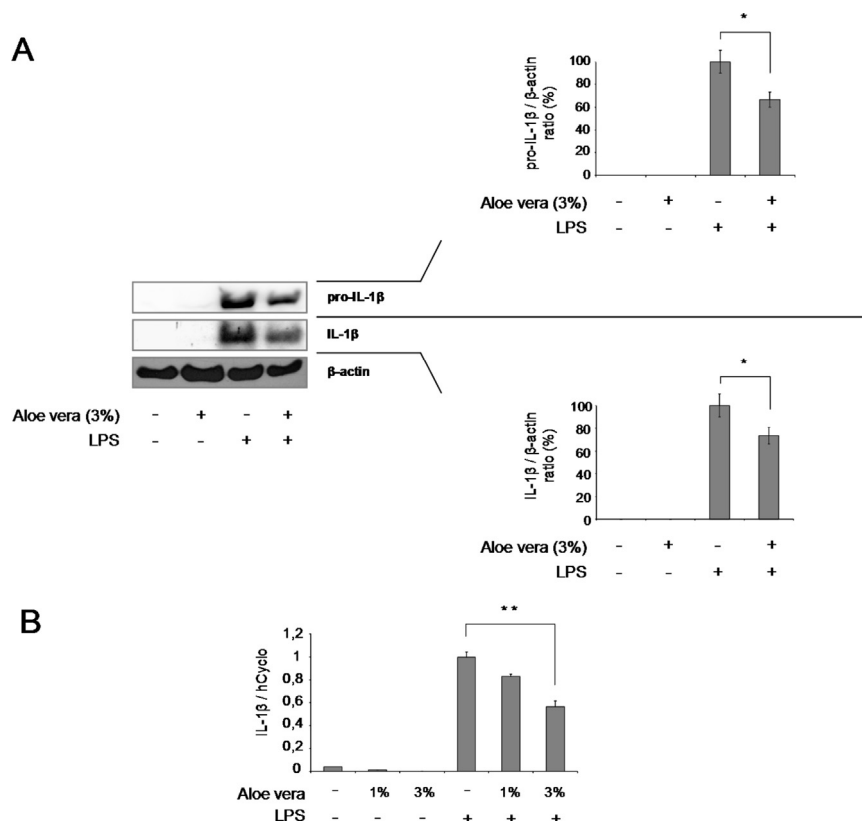 A
*
pro-IL-1β / β-actin
ratio (%)
100
80
60
40
20
0
Aloe vera (3%) - + - +
LPS - - + +
pro-IL-1β
IL-1β
β-actin
Aloe vera (3%) - + - +
LPS - - + +
*
IL-1β / β-actin
ratio (%)
100
80
60
40
20
0
Aloe vera (3%) - + - +
LPS - - + +
B
**
IL-1β / hCyclo
1,2
1
0,8
0,6
0,4
0,2
0
Aloe vera - 1% 3% - 1% 3%
LPS - - - + + +